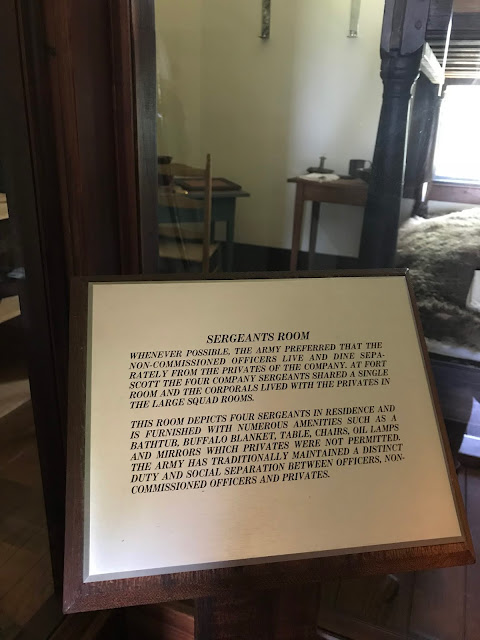 SERGEANTS ROOM
WHENEVER POSSIBLE, THE ARMY PREFERRED THAT THE
NON-COMMISSIONED OFFICERS LIVE AND DINE SEPA-
RATELY FROM THE PRIVATES OF THE COMPANY. AT FORT
SCOTT THE FOUR COMPANY SERGEANTS SHARED A SINGLE
ROOM AND THE CORPORALS LIVED WITH THE PRIVATES IN
THE LARGE SQUAD ROOMS.
THIS ROOM DEPICTS FOUR SERGEANTS IN RESIDENCE AND
IS FURNISHED WITH NUMEROUS AMENITIES SUCH AS A
BATHTUB, BUFFALO BLANKET, TABLE, CHAIRS, OIL LAMPS
AND MIRRORS WHICH PRIVATES WERE NOT PERMITTED.
THE ARMY HAS TRADITIONALLY MAINTAINED A DISTINCT
DUTY AND SOCIAL SEPARATION BETWEEN OFFICERS, NON-
COMMISSIONED OFFICERS AND PRIVATES.